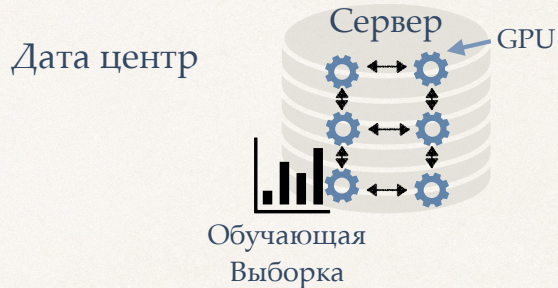 Дата центр
Сервер
GPU
Обучающая
Выборка